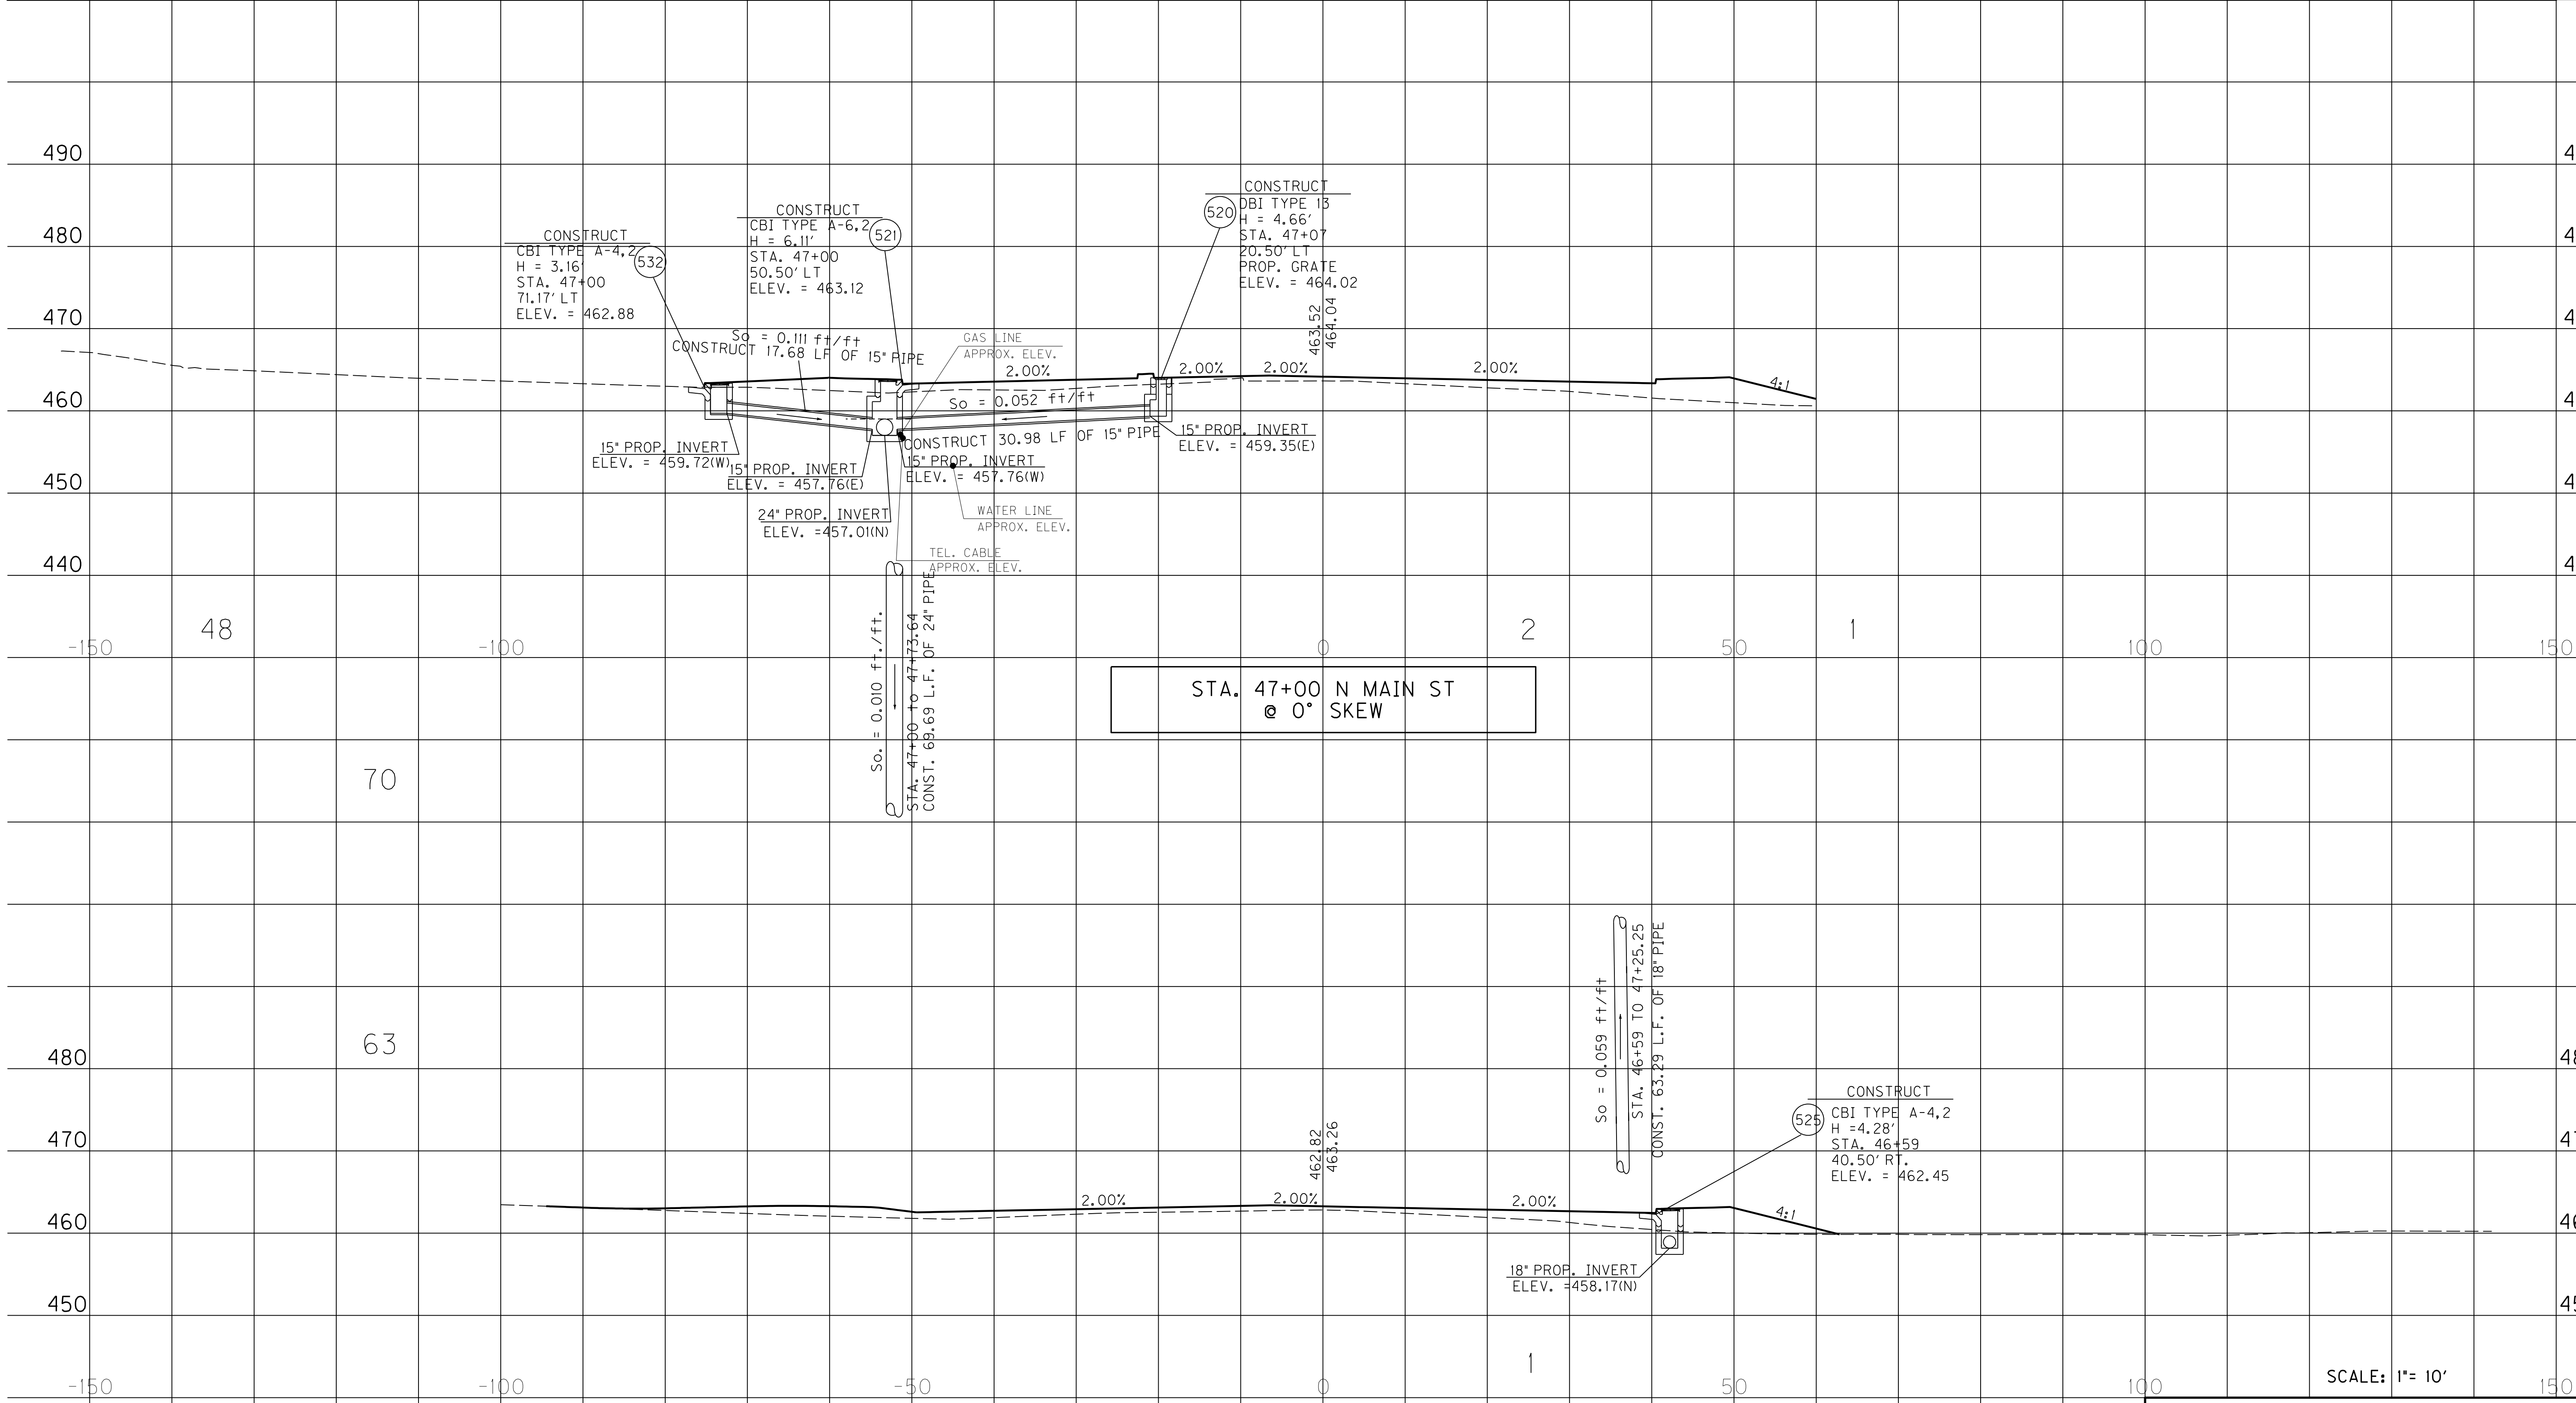 490
480
470
460
450
440
CONSTRUCT
CBI TYPE A-4,2
H = 3.16'
STA. 47+00
71.17' LT
ELEV. = 462.88
532
CONSTRUCT
CBI TYPE A-6,2
H = 6.11'
STA. 47+00
50.50' LT
ELEV. = 463.12
521
CONSTRUCT
520
DBI TYPE 13
H = 4.66'
STA. 47+07
20.50' LT
PROP. GRATE
ELEV. = 464.02
463.52
464.04
So = 0.111 ft/ft
CONSTRUCT 17.68 LF OF 15" PIPE
GAS LINE
APPROX. ELEV.
2.00%
2.00%
2.00%
2.00%
4:1
So = 0.052 ft/ft
CONSTRUCT 30.98 LF OF 15" PIPE
15" PROP. INVERT
ELEV. = 459.72(W)
15" PROP. INVERT
ELEV. = 457.76(E)
15" PROP. INVERT
ELEV. = 457.76(W)
15" PROP. INVERT
ELEV. = 459.35(E)
24" PROP. INVERT
ELEV. =457.01(N)
WATER LINE
APPROX. ELEV.
TEL. CABLE
APPROX. ELEV.
So. = 0.010 ft./ft.
STA. 47+00 to 47+73.64
CONST. 69.69 L.F. OF 24" PIPE
48
2
1
-150
-100
0
50
100
150
STA. 47+00 N MAIN ST
@ 0° SKEW
70
63
480
470
460
450
So = 0.059 ft/ft
STA. 46+59 TO 47+25.25
CONST. 63.29 L.F. OF 18" PIPE
CONSTRUCT
525
CBI TYPE A-4,2
H =4.28'
STA. 46+59
40.50' RT.
ELEV. = 462.45
462.82
463.26
2.00%
2.00%
2.00%
4:1
18" PROP. INVERT
ELEV. =458.17(N)
1
SCALE: 1"= 10'
-150
-100
-50
0
50
100
150